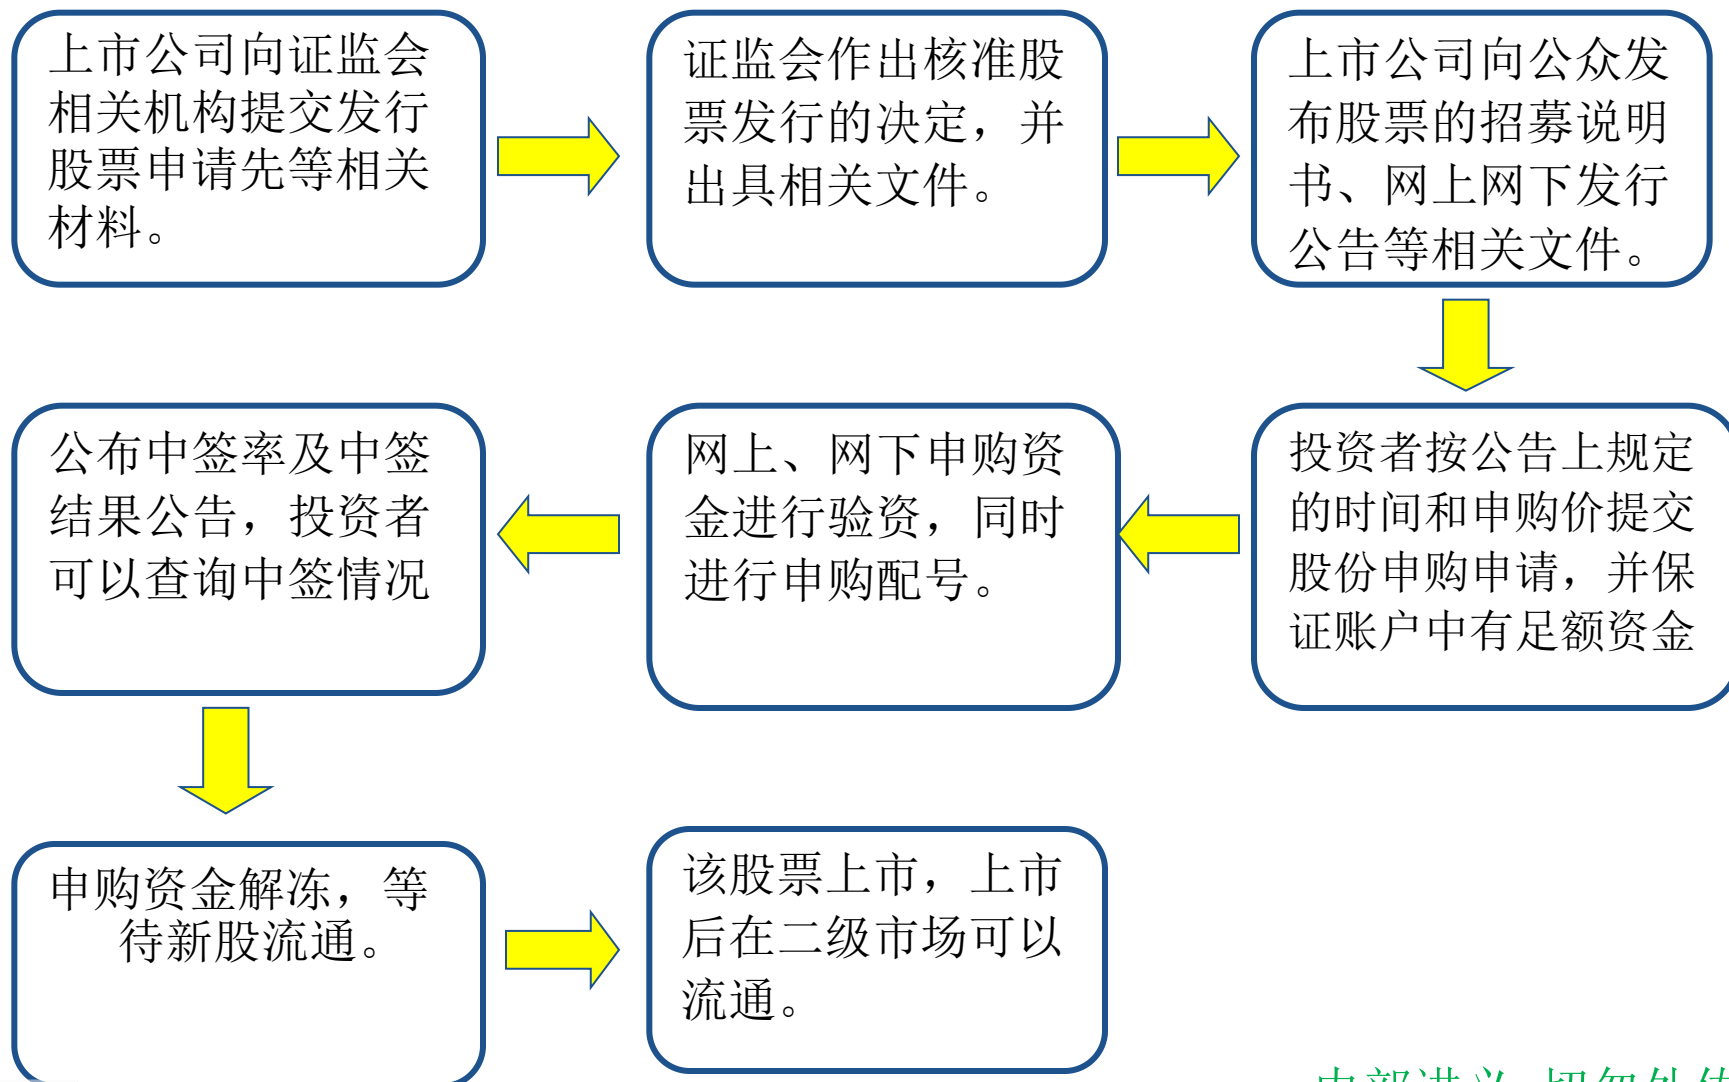 上市公司向证监会
相关机构提交发行
股票申请先等相关
材料。
证监会作出核准股
票发行的决定，并
出具相关文件。
上市公司向公众发
布股票的招募说明
书、网上网下发行
公告等相关文件。
投资者按公告上规定
的时间和申购价提交
股份申购申请，并保
证账户中有足额资金
网上、网下申购资
金进行验资，同时
进行申购配号。
公布中签率及中签
结果公告，投资者
可以查询中签情况
申购资金解冻，等
待新股流通。
该股票上市，上市
后在二级市场可以
流通。